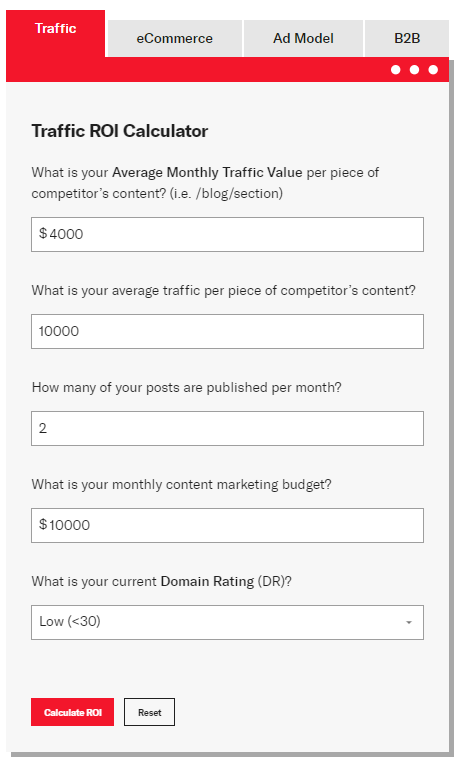 Traffic
eCommerce
Ad Model
B2B
Traffic ROI Calculator
What is your Average Monthly Traffic Value per piece of
competitor's content? (i.e. /blog/section)
$ 4000
What is your average traffic per piece of competitor's content?
10000
How many of your posts are published per month?
2
What is your monthly content marketing budget?
$ 10000
What is your current Domain Rating (DR)?
Low (<30)
Calculate ROI
Reset